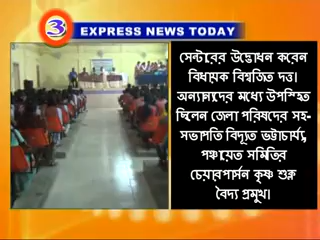 3 EXPRESS NEWS TODAY
সেন্টারের উদ্ভোধন করেন
বিধায়ক বিশ্বজিত দত্ত।
অন্যান্নদের মধ্যে উপস্হিত
ছিলেন জেলা পরিষদের সহ-
সভাপতি বিদ্যূত ভট্টাচার্য্য,
পঞ্চায়েত সমিতির
চেয়ারপার্সন কৃষ্ণ শুক্ল
বৈদ্য প্রমুখ।